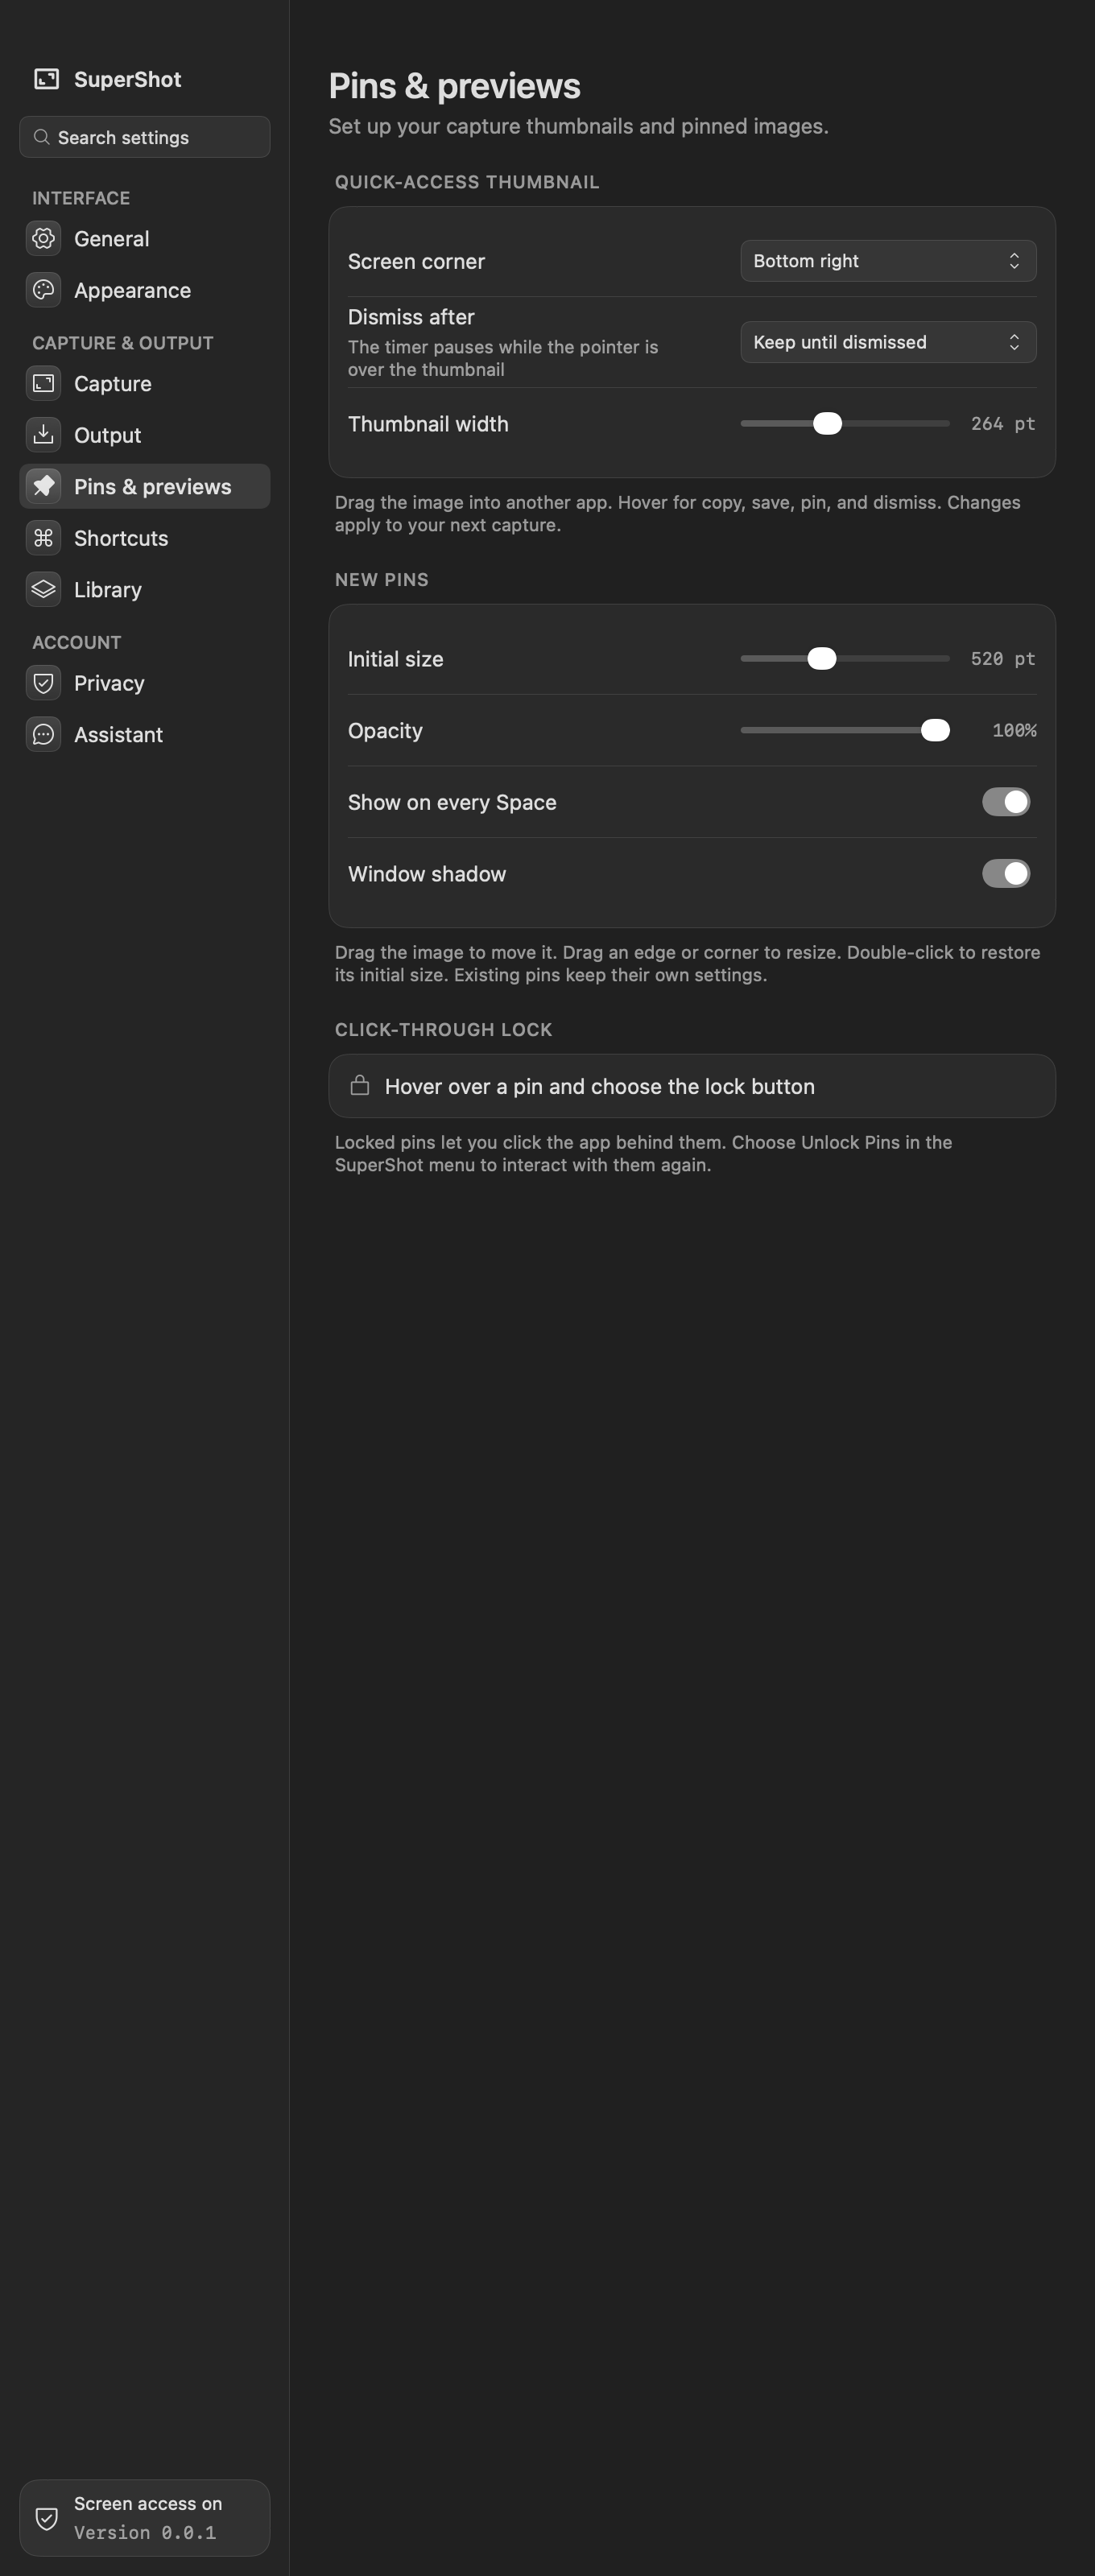 SuperShot
Search settings
INTERFACE
General
Appearance
CAPTURE & OUTPUT
Capture
Output
Pins & previews
Shortcuts
Library
ACCOUNT
Privacy
Assistant
Screen access on
Version 0.0.1
Pins & previews
Set up your capture thumbnails and pinned images.
QUICK-ACCESS THUMBNAIL
Screen corner
Bottom right
Dismiss after
The timer pauses while the pointer is
over the thumbnail
Keep until dismissed
Thumbnail width
264 pt
Drag the image into another app. Hover for copy, save, pin, and dismiss. Changes
apply to your next capture.
NEW PINS
Initial size
520 pt
Opacity
100%
Show on every Space
Window shadow
Drag the image to move it. Drag an edge or corner to resize. Double-click to restore
its initial size. Existing pins keep their own settings.
CLICK-THROUGH LOCK
Hover over a pin and choose the lock button
Locked pins let you click the app behind them. Choose Unlock Pins in the
SuperShot menu to interact with them again.